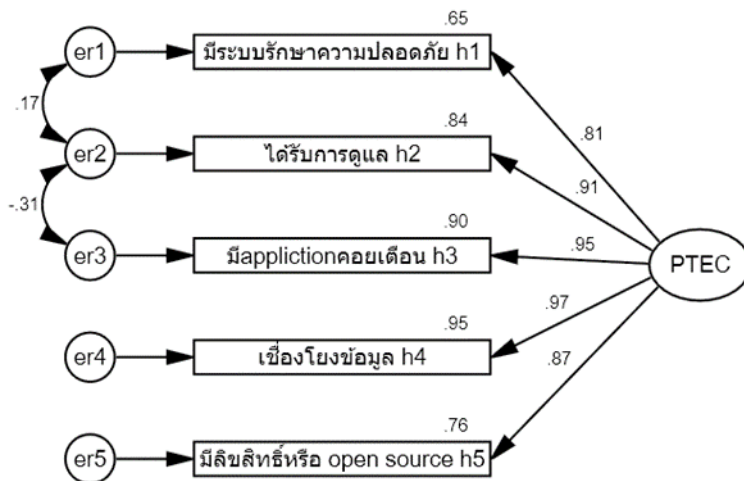 .65
er1
มีระบบรักษาความปลอดภัย h1
.17
.81
.84
er2
ได้รับการดูแล h2
.91
-.31
.90
er3
มีapplictionคอยเตือน h3
.95
PTEC
.97
.95
er4
เชื่องโยงข้อมูล h4
.87
.76
er5
มีลิขสิทธิ์หรือ open source h5